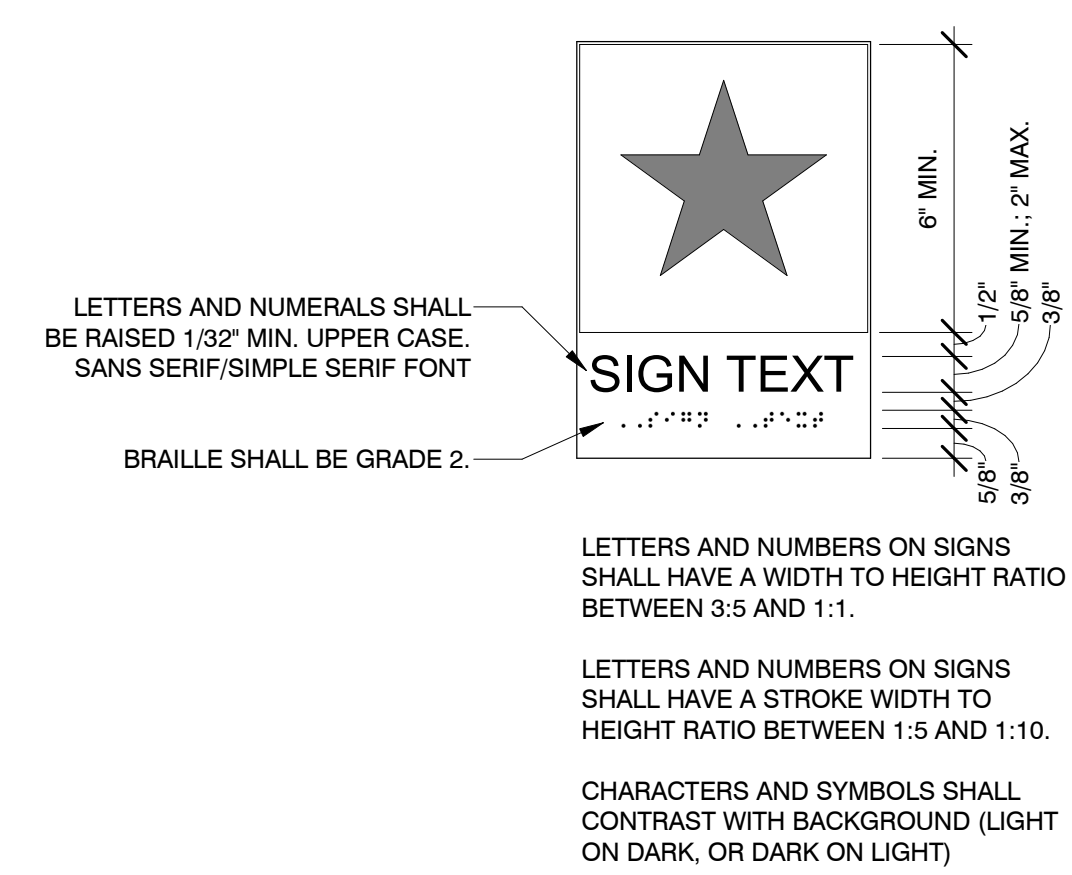 6" MIN.
1/2"
5/8" MIN.; 2" MAX.
3/8"
LETTERS AND NUMERALS SHALL
BE RAISED 1/32" MIN. UPPER CASE.
SANS SERIF/SIMPLE SERIF FONT
SIGN TEXT
⠠⠠⠎⠊⠛⠝ ⠠⠠⠞⠑⠭⠞
BRAILLE SHALL BE GRADE 2.
5/8"
3/8"
LETTERS AND NUMBERS ON SIGNS
SHALL HAVE A WIDTH TO HEIGHT RATIO
BETWEEN 3:5 AND 1:1.
LETTERS AND NUMBERS ON SIGNS
SHALL HAVE A STROKE WIDTH TO
HEIGHT RATIO BETWEEN 1:5 AND 1:10.
CHARACTERS AND SYMBOLS SHALL
CONTRAST WITH BACKGROUND (LIGHT
ON DARK, OR DARK ON LIGHT)